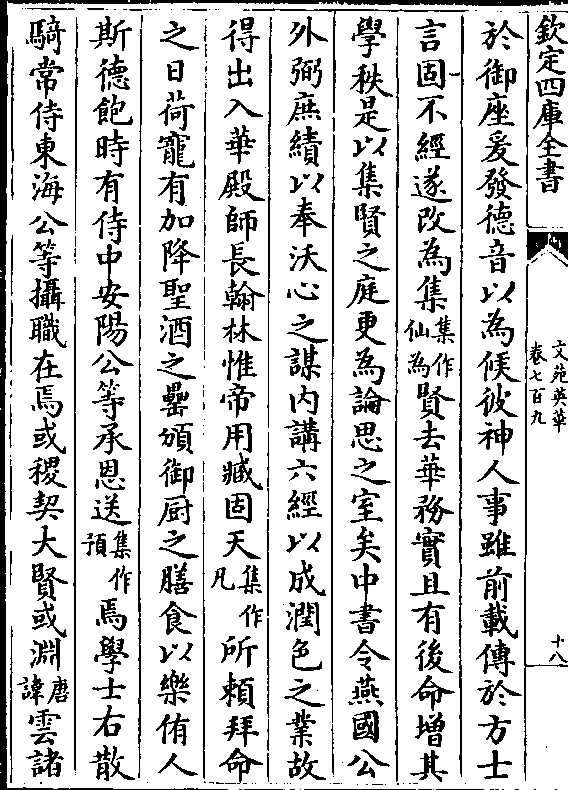 欽定四庫全書
文苑英華
卷七百九
十八
於御座爰發德音以為候彼神人事雖前載傳於方士
言固不經遂改為集集作仙為賢去華務實且有後命增其
學秩是以集賢之庭更為論思之室矣中書令燕國公
外弼庶績以奉沃心之謀内講六經以成潤色之業故
得出入華殿師長翰林惟帝用臧固天集作凡所賴拜命
之日荷寵有加降聖酒之罍頒御厨之膳食以樂侑人
斯德飽時有侍中安陽公等承恩送集作預焉學士右散
騎常侍東海公等攝職在焉或稷契大賢或淵唐諱雲諸